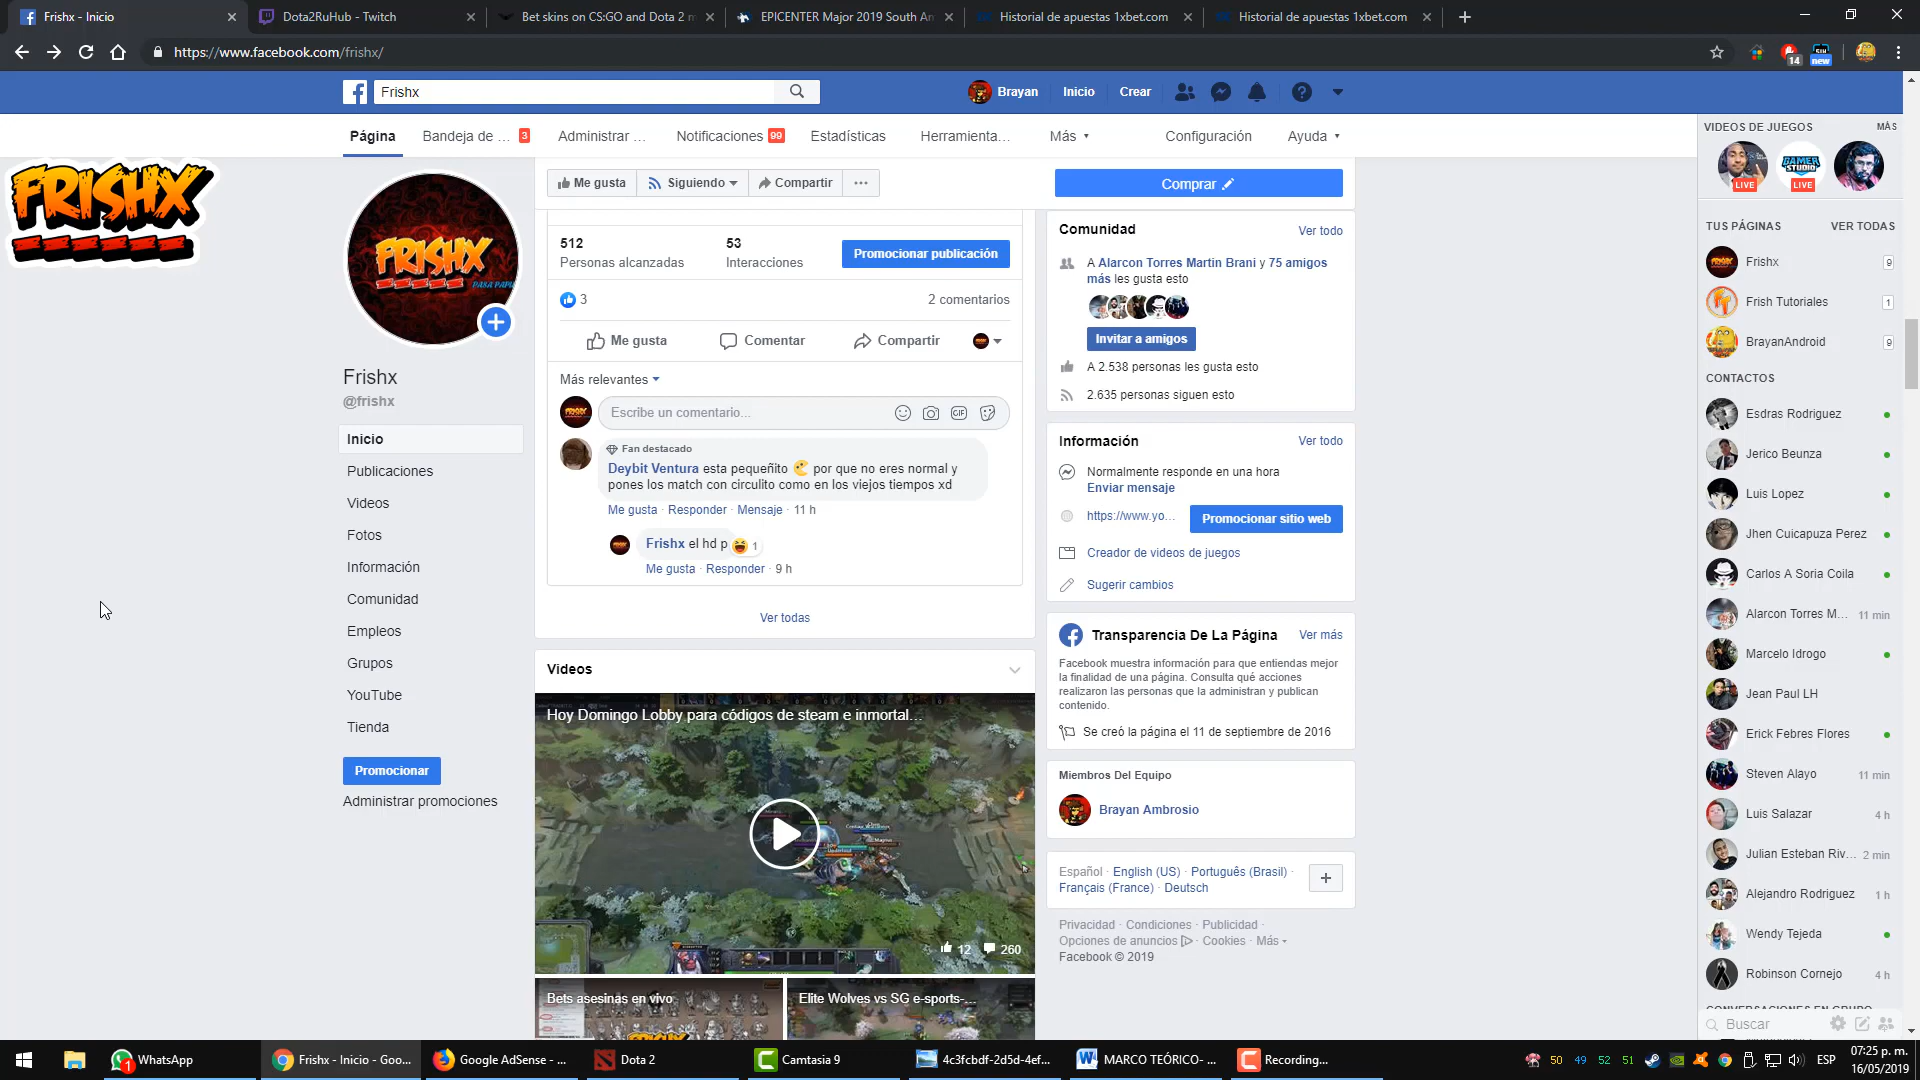 Frishx - Inicio
Dota2RuHub - Twitch
Bet skins on CS:GO and Dota 2 m
EPICENTER Major 2019 South Am
Historial de apuestas 1xbet.com
Historial de apuestas 1xbet.com
https://www.facebook.com/frishx/
14
new
Frishx
Brayan
Inicio
Crear
Página
Bandeja de ... 3
Administrar ...
Notificaciones 99
Estadísticas
Herramienta...
Más
Configuración
Ayuda
FRISHX
FRISHX
Frishx
@frishx
Inicio
Publicaciones
Videos
Fotos
Información
Comunidad
Empleos
Grupos
YouTube
Tienda
Promocionar
Administrar promociones
Me gusta
Siguiendo
Compartir
Comprar
512
Personas alcanzadas
53
Interacciones
Promocionar publicación
3
2 comentarios
Me gusta
Comentar
Compartir
Más relevantes
Escribe un comentario...
GIF
Fan destacado
Deybit Ventura esta pequeñito por que no eres normal y
pones los match con circulito como en los viejos tiempos xd
Me gusta · Responder · Mensaje · 11 h
Frishx el hd p
1
Me gusta · Responder · 9 h
Ver todas
Videos
Hoy Domingo Lobby para códigos de steam e inmortal...
12
260
Bets asesinas en vivo
Elite Wolves vs SG e-sports-...
Comunidad
Ver todo
A Alarcon Torres Martin Brani y 75 amigos
más les gusta esto
Invitar a amigos
A 2.538 personas les gusta esto
2.635 personas siguen esto
Información
Ver todo
Normalmente responde en una hora
Enviar mensaje
https://www.yo...
Promocionar sitio web
Creador de videos de juegos
Sugerir cambios
Transparencia De La Página
Ver más
Facebook muestra información para que entiendas mejor
la finalidad de una página. Consulta qué acciones
realizaron las personas que la administran y publican
contenido.
Se creó la página el 11 de septiembre de 2016
Miembros Del Equipo
Brayan Ambrosio
Español · English (US) · Português (Brasil) ·
Français (France) · Deutsch
Privacidad · Condiciones · Publicidad ·
Opciones de anuncios · Cookies · Más
Facebook © 2019
VIDEOS DE JUEGOS
MÁS
LIVE
GAMER STUDIO
LIVE
TUS PÁGINAS
VER TODAS
Frishx
9
Frish Tutoriales
1
BrayanAndroid
9
CONTACTOS
Esdras Rodriguez
Jerico Beunza
Luis Lopez
Jhen Cuicapuza Perez
Carlos A Soria Coila
Alarcon Torres M... 11 min
Marcelo Idrogo
Jean Paul LH
Erick Febres Flores
Steven Alayo 11 min
Luis Salazar 4 h
Julian Esteban Riv... 2 min
Alejandro Rodriguez 1 h
Wendy Tejeda
Robinson Cornejo 4 h
CONVERSACIONES EN GRUPO
Buscar
1
WhatsApp
Frishx - Inicio - Goo...
Google AdSense - ...
Dota 2
Camtasia 9
4c3fcbdf-2d5d-4ef...
MARCO TEÓRICO- ...
Recording...
50
49
52
51
ESP
07:25 p. m.
16/05/2019